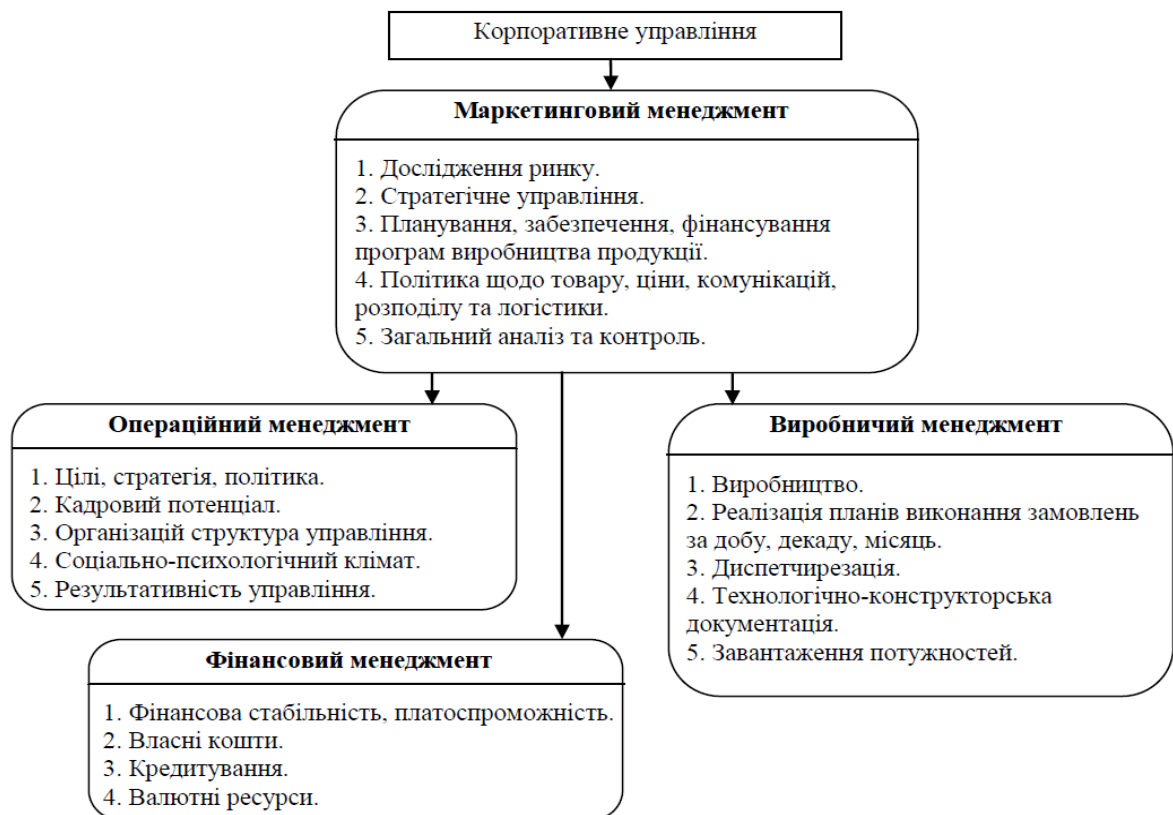 Корпоративне управління
Маркетинговий менеджмент
1. Дослідження ринку.
2. Стратегічне управління.
3. Планування, забезпечення, фінансування
програм виробництва продукції.
4. Політика щодо товару, ціни, комунікацій,
розподілу та логістики.
5. Загальний аналіз та контроль.
Операційний менеджмент
1. Цілі, стратегія, політика.
2. Кадровий потенціал.
3. Організацій структура управління.
4. Соціально-психологічний клімат.
5. Результативність управління.
Виробничий менеджмент
1. Виробництво.
2. Реалізація планів виконання замовлень
за добу, декаду, місяць.
3. Диспетчирезація.
4. Технологічно-конструкторська
документація.
5. Завантаження потужностей.
Фінансовий менеджмент
1. Фінансова стабільність, платоспроможність.
2. Власні кошти.
3. Кредитування.
4. Валютні ресурси.